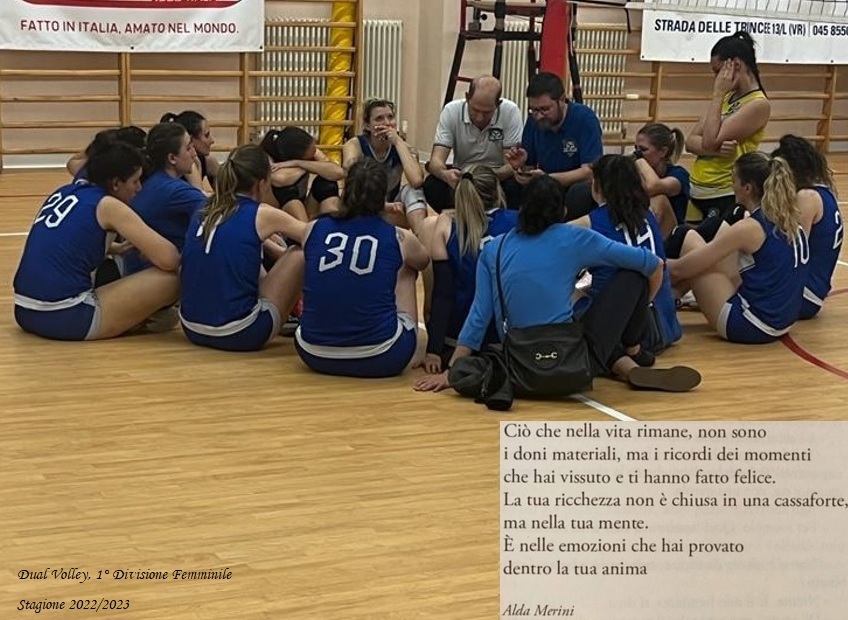 FATTO IN ITALIA, AMATO NEL MONDO.
STRADA DELLE TRINCEE 13/L (VR) | 045 8550
29
30
19
10
2
Ciò che nella vita rimane, non sono
i doni materiali, ma i ricordi dei momenti
che hai vissuto e ti hanno fatto felice.
La tua ricchezza non è chiusa in una cassaforte,
ma nella tua mente.
È nelle emozioni che hai provato
dentro la tua anima
Alda Merini
Dual Volley, 1° Divisione Femminile
Stagione 2022/2023